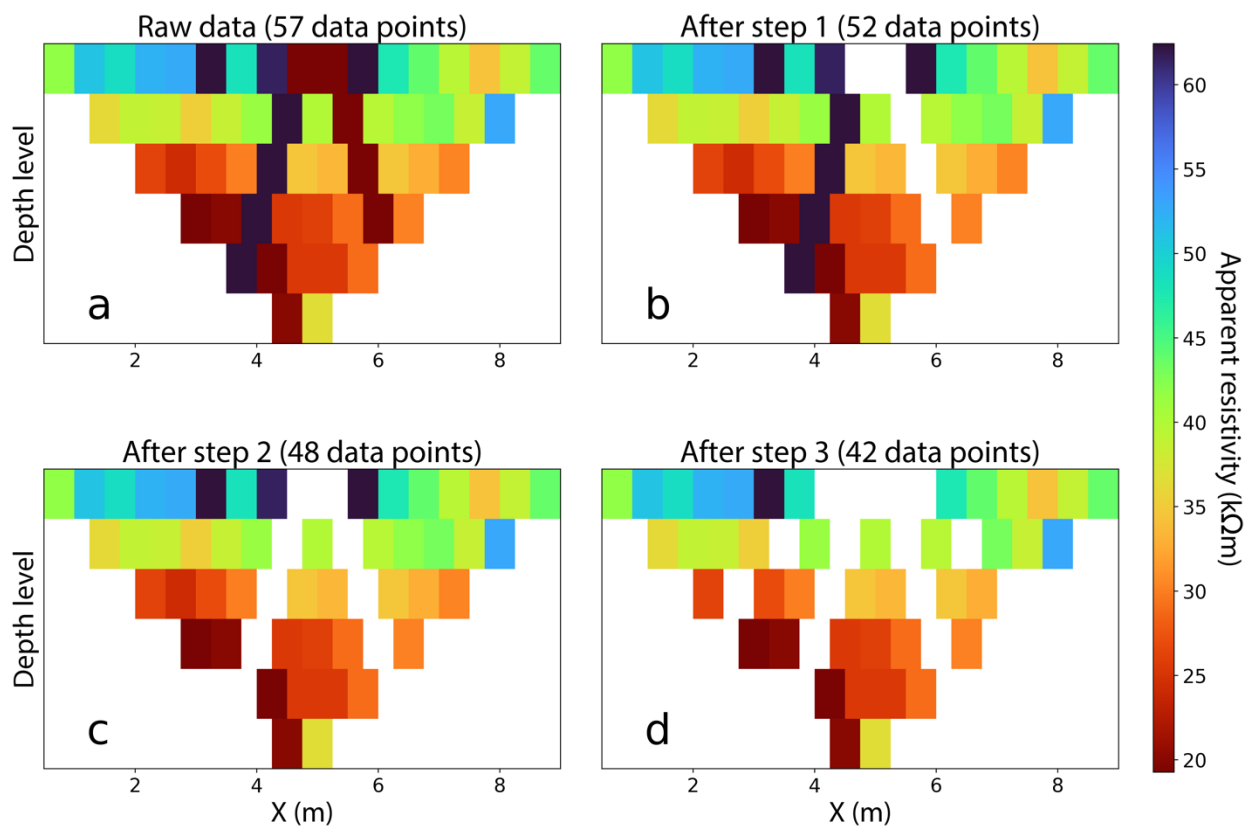 Raw data (57 data points)
After step 1 (52 data points)
Depth level
a
b
2 4 6 8
2 4 6 8
After step 2 (48 data points)
After step 3 (42 data points)
Depth level
c
d
2 4 6 8
2 4 6 8
X (m)
X (m)
60
55
50
45
40
35
30
25
20
Apparent resistivity (kΩm)